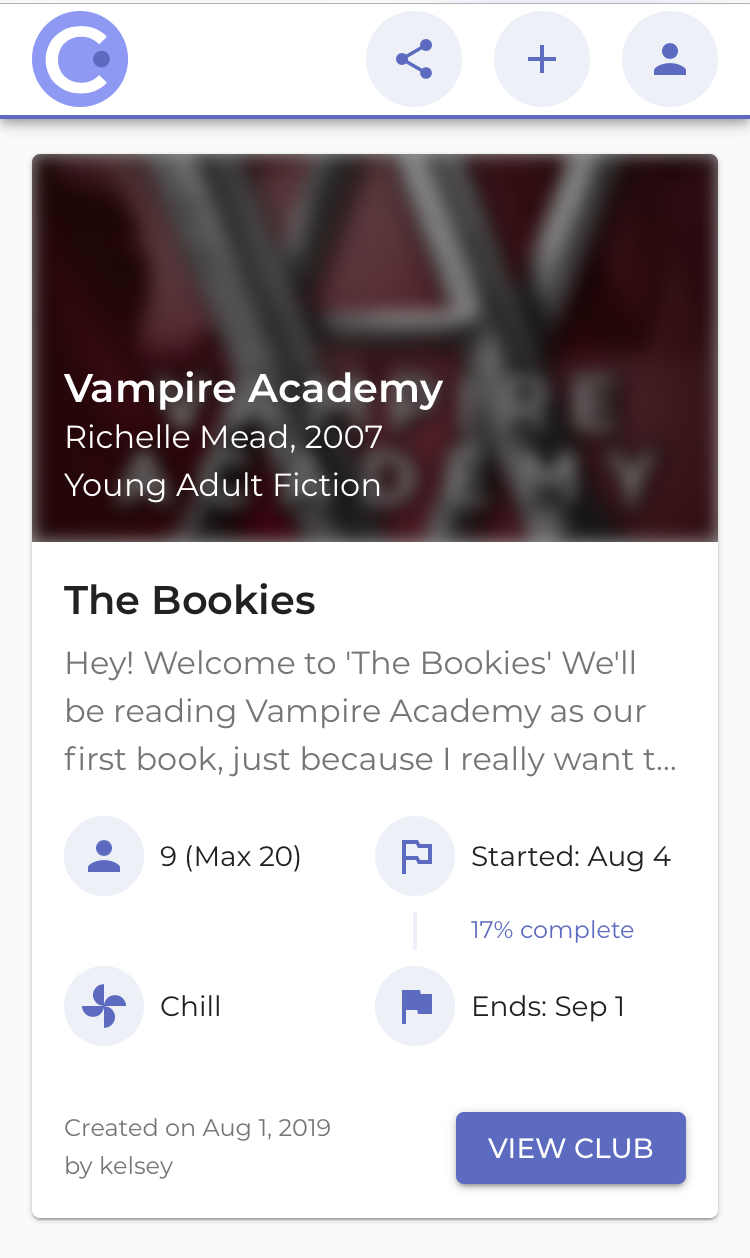 Vampire Academy
Richelle Mead, 2007
Young Adult Fiction
The Bookies
Hey! Welcome to 'The Bookies' We'll
be reading Vampire Academy as our
first book, just because I really want t...
9 (Max 20)
Started: Aug 4
17% complete
Chill
Ends: Sep 1
Created on Aug 1, 2019
by kelsey
VIEW CLUB